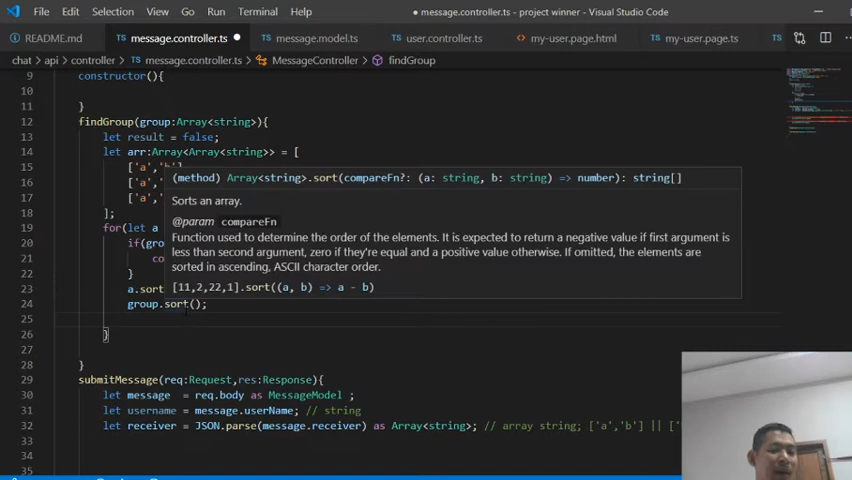 File Edit Selection View Go Run Terminal Help
● message.controller.ts - project winner - Visual Studio Code
README.md TS message.controller.ts ● TS message.model.ts TS user.controller.ts <> my-user.page.html TS my-user.page.ts TS
chat > api > controller > TS message.controller.ts > MessageController > findGroup
9 constructor(){
10
11 }
12 findGroup(group:Array<string>){
13 let result = false;
14 let arr:Array<Array<string>> = [
15 ['a','b']
16 ['a',
17 ['a',
18 ];
19 for(let a
20 if(gro
21 co
22 }
23 a.sort
24 group.sort();
25
26 }
27
28 }
29 submitMessage(req:Request,res:Response){
30 let message = req.body as MessageModel ;
31 let username = message.userName; // string
32 let receiver = JSON.parse(message.receiver) as Array<string>; // array string; ['a','b'] || ['
33
34
35
(method) Array<string>.sort(compareFn?: (a: string, b: string) => number): string[]
Sorts an array.
@param compareFn
Function used to determine the order of the elements. It is expected to return a negative value if first argument is
less than second argument, zero if they're equal and a positive value otherwise. If omitted, the elements are
sorted in ascending, ASCII character order.
[11,2,22,1].sort((a, b) => a - b)